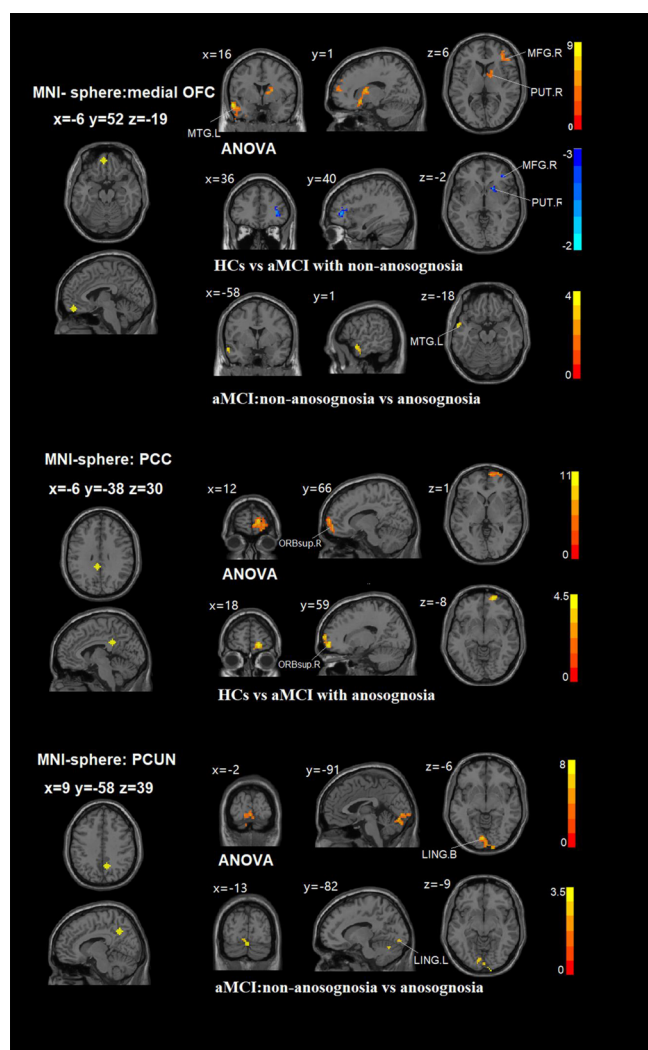 MNI- sphere:medial OFC
x=-6 y=52 z=-19
x=16 y=1 z=6
MFG.R
PUT.R
MTG.L
9
0
ANOVA
x=36 y=40 z=-2
MFG.R
PUT.R
-3
-2
HCs vs aMCI with non-anosognosia
x=-58 y=1 z=-18
MTG.L
4
0
aMCI:non-anosognosia vs anosognosia
MNI-sphere: PCC
x=-6 y=-38 z=30
x=12 y=66 z=1
ORBsup.R
11
0
ANOVA
x=18 y=59 z=-8
ORBsup.R
4.5
0
HCs vs aMCI with anosognosia
MNI-sphere: PCUN
x=9 y=-58 z=39
x=-2 y=-91 z=-6
LING.B
8
0
ANOVA
x=-13 y=-82 z=-9
LING.L
3.5
0
aMCI:non-anosognosia vs anosognosia